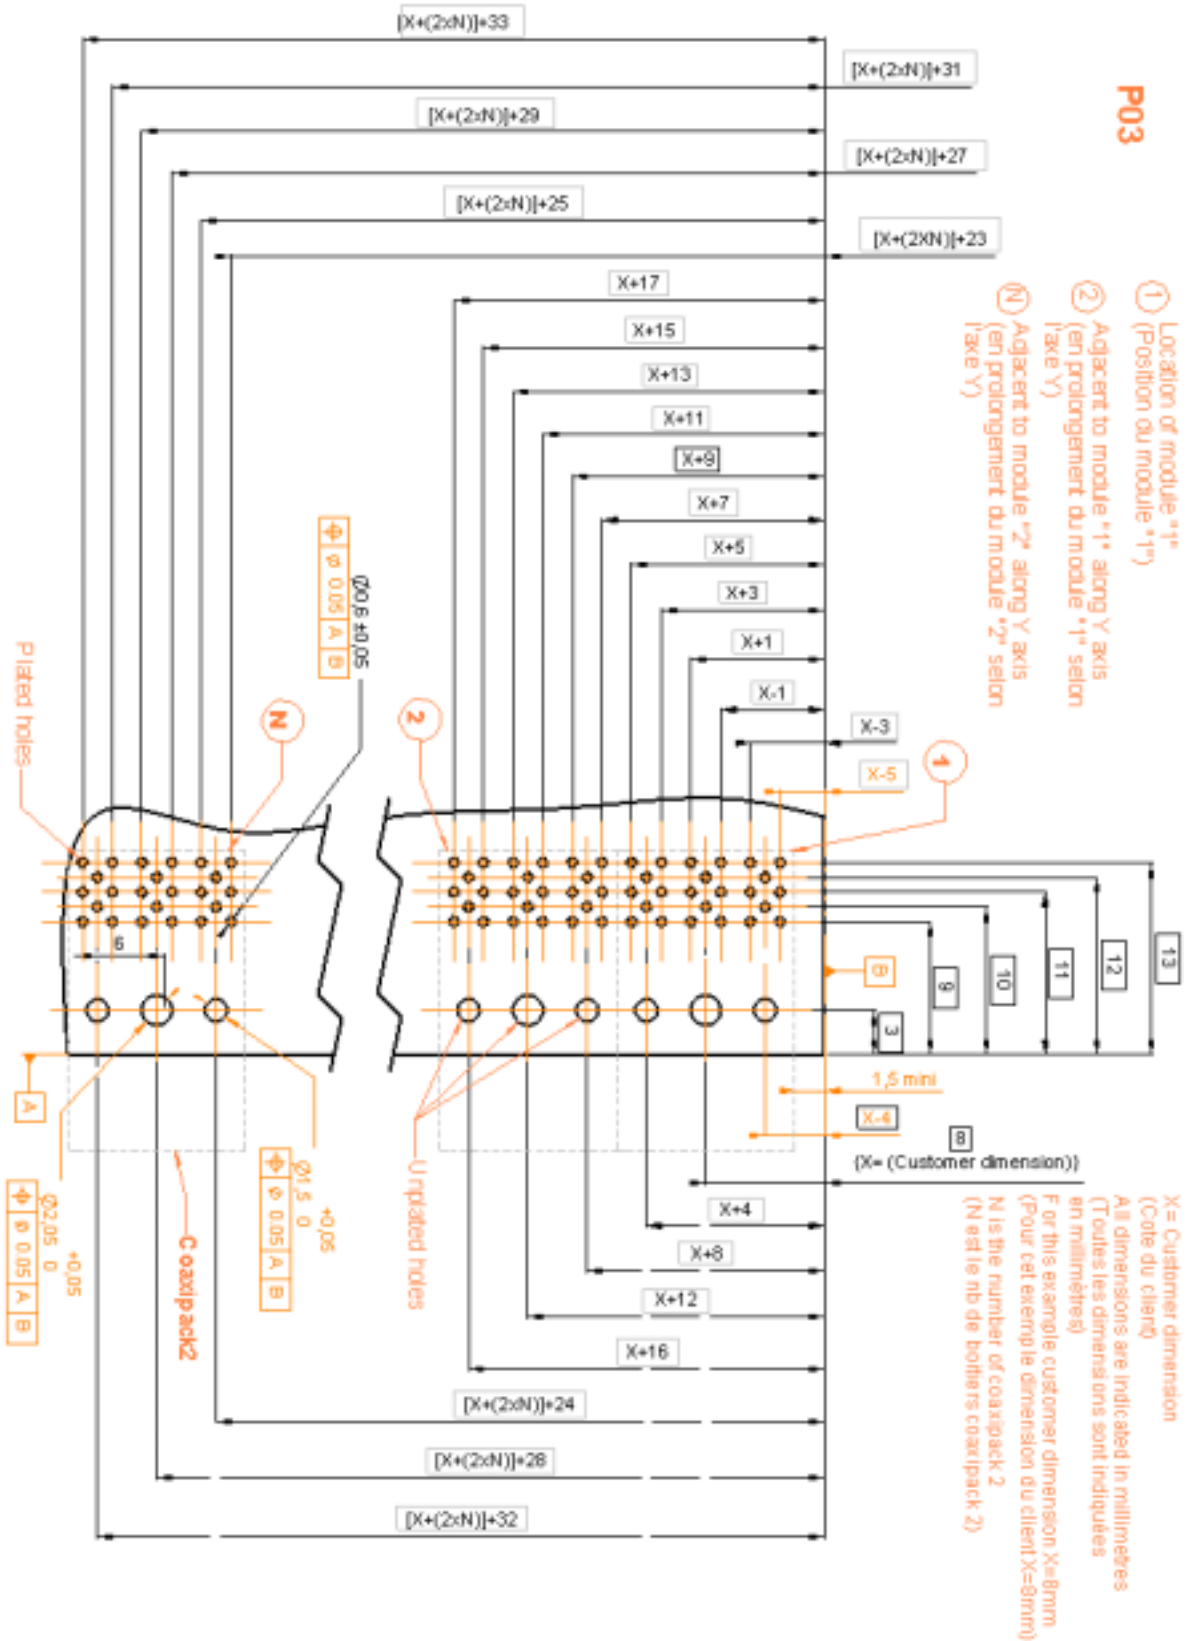 P03
1 Location of module "1"
(Position du module "1")
2 Adjacent to module "1" along Y axis
(en prolongement du module "1" selon
l'axe Y)
N Adjacent to module "2" along Y axis
(en prolongement du module "2" selon
l'axe Y)
[X+(2xN)]+33
[X+(2xN)]+31
[X+(2xN)]+29
[X+(2xN)]+27
[X+(2xN)]+25
[X+(2XN)]+23
X+17
X+15
X+13
X+11
X+9
X+7
X+5
X+3
X+1
X-1
X-3
X-5
Ø0,6 ±0,05
ø 0.05 A B
Plated holes
N
2
1
6
B
13
12
11
10
9
3
A
1,5 mini
X-4
8
{X= (Customer dimension)}
X+4
X+8
X+12
X+16
[X+(2xN)]+24
[X+(2xN)]+28
[X+(2xN)]+32
Unplated holes
+0,05
Ø1,5 0
ø 0.05 A B
Coaxipack2
+0,05
Ø2,05 0
ø 0.05 A B
X= Customer dimension
(Cote du client)
All dimensions are indicated in millimetres
(Toutes les dimensions sont indiquées
en millimètres)
For this example customer dimension X=8mm
(Pour cet exemple dimension du client X=8mm)
N is the number of coaxipack 2
(N est le nb de boîtiers coaxipack 2)